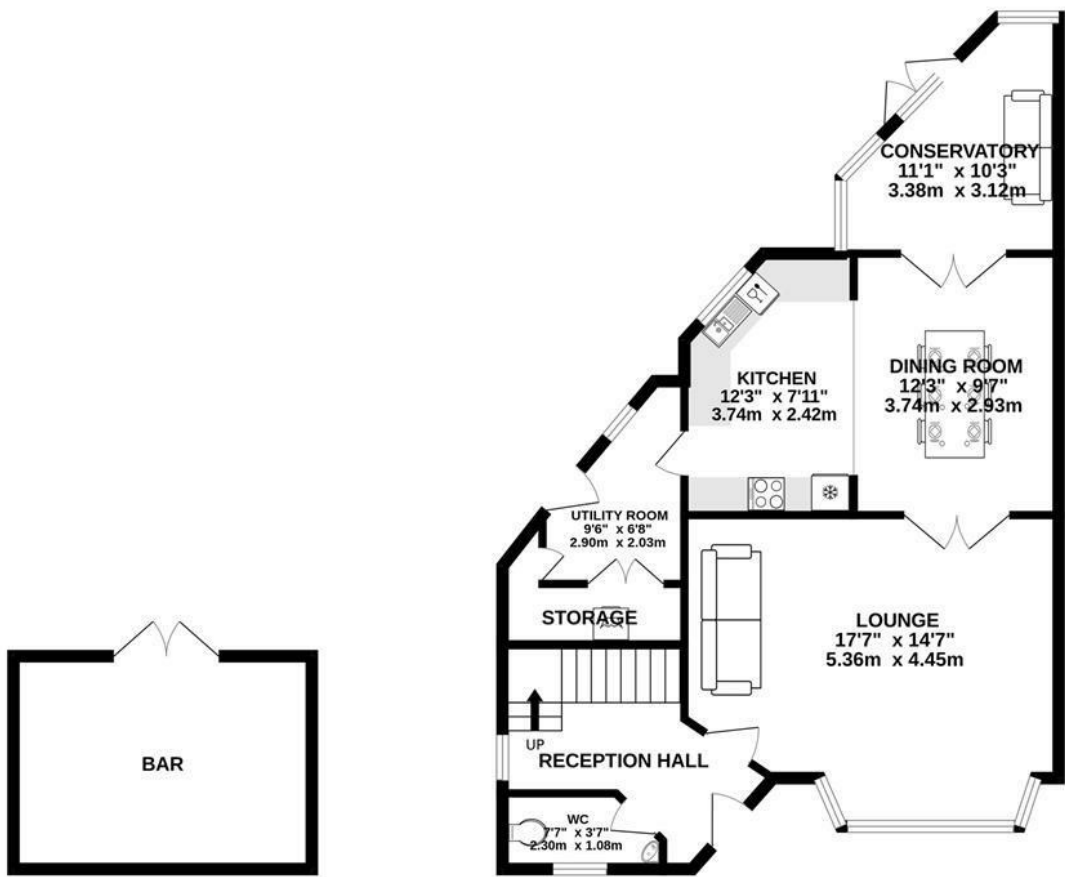 CONSERVATORY
11'1" x 10'3"
3.38m x 3.12m
KITCHEN
12'3" x 7'11"
3.74m x 2.42m
DINING ROOM
12'3" x 9'7"
3.74m x 2.93m
UTILITY ROOM
9'6" x 6'8"
2.90m x 2.03m
STORAGE
LOUNGE
17'7" x 14'7"
5.36m x 4.45m
UP
RECEPTION HALL
BAR
WC
7'7" x 3'7"
2.30m x 1.08m